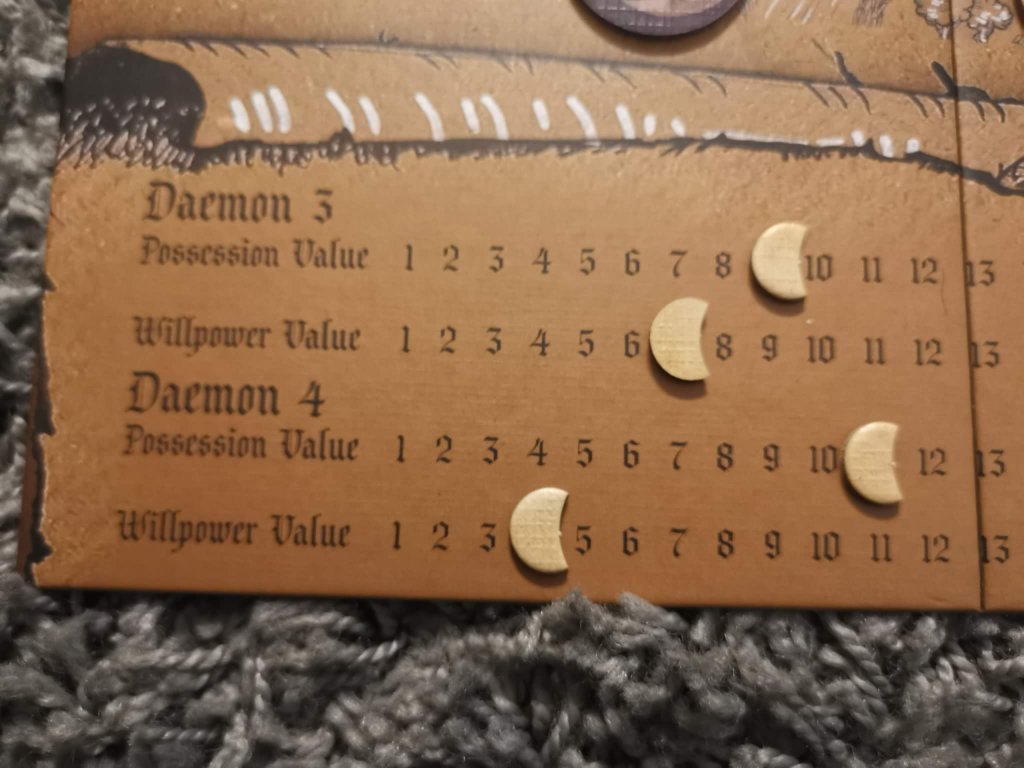 Daemon 3
Possession Value 1 2 3 4 5 6 7 8 10 11 12 13
Willpower Value 1 2 3 4 5 6 8 9 10 11 12 13
Daemon 4
Possession Value 1 2 3 4 5 6 7 8 9 10 12 13
Willpower Value 1 2 3 5 6 7 8 9 10 11 12 13